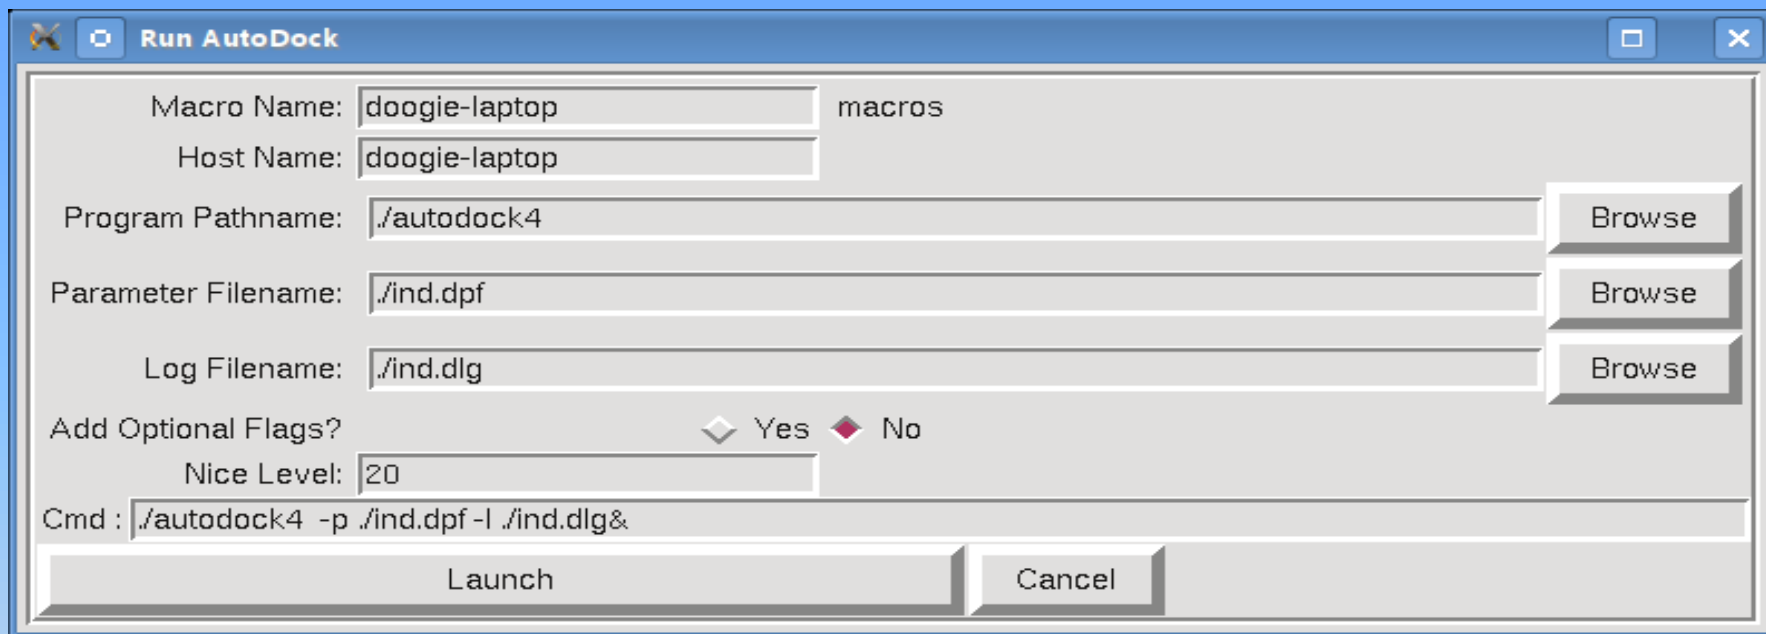 Run AutoDock
Macro Name: doogie-laptop macros
Host Name: doogie-laptop
Program Pathname: ./autodock4 Browse
Parameter Filename: ./ind.dpf Browse
Log Filename: ./ind.dlg Browse
Add Optional Flags? Yes No
Nice Level: 20
Cmd : ./autodock4 -p ./ind.dpf -l ./ind.dlg&
Launch Cancel